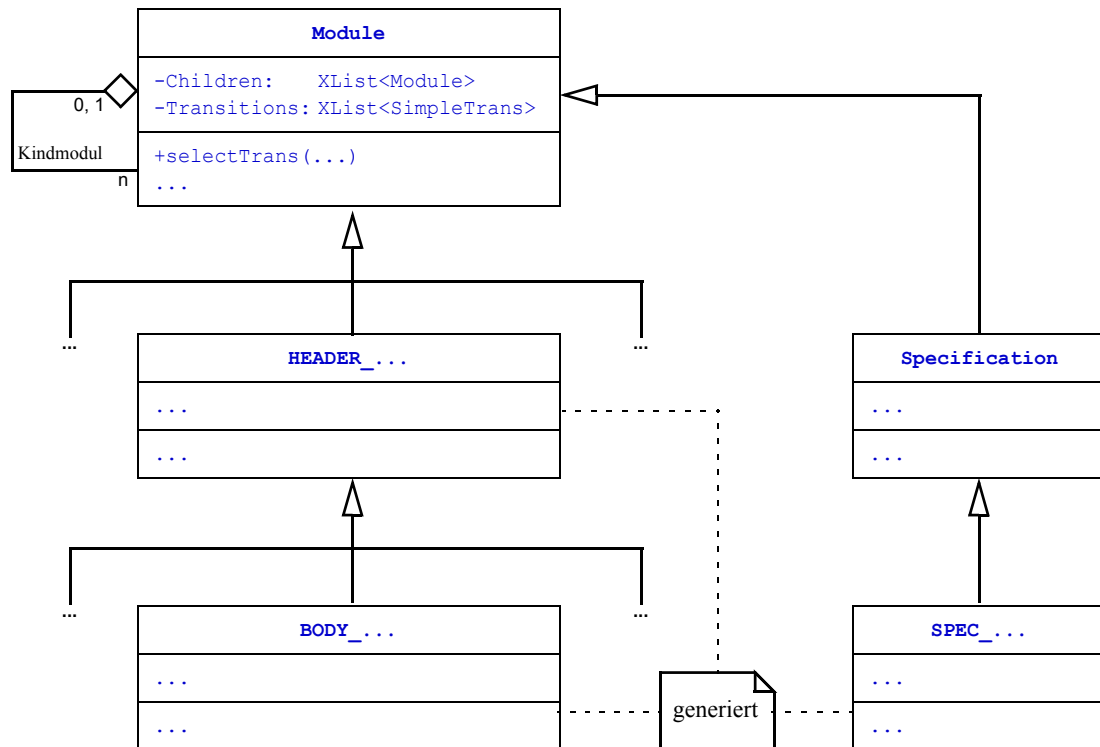 Module
-Children: XList<Module>
-Transitions: XList<SimpleTrans>
0, 1
Kindmodul
n
+selectTrans(...)
...
...
...
HEADER_...
...
...
Specification
...
...
...
...
BODY_...
...
...
generiert
SPEC_...
...
...